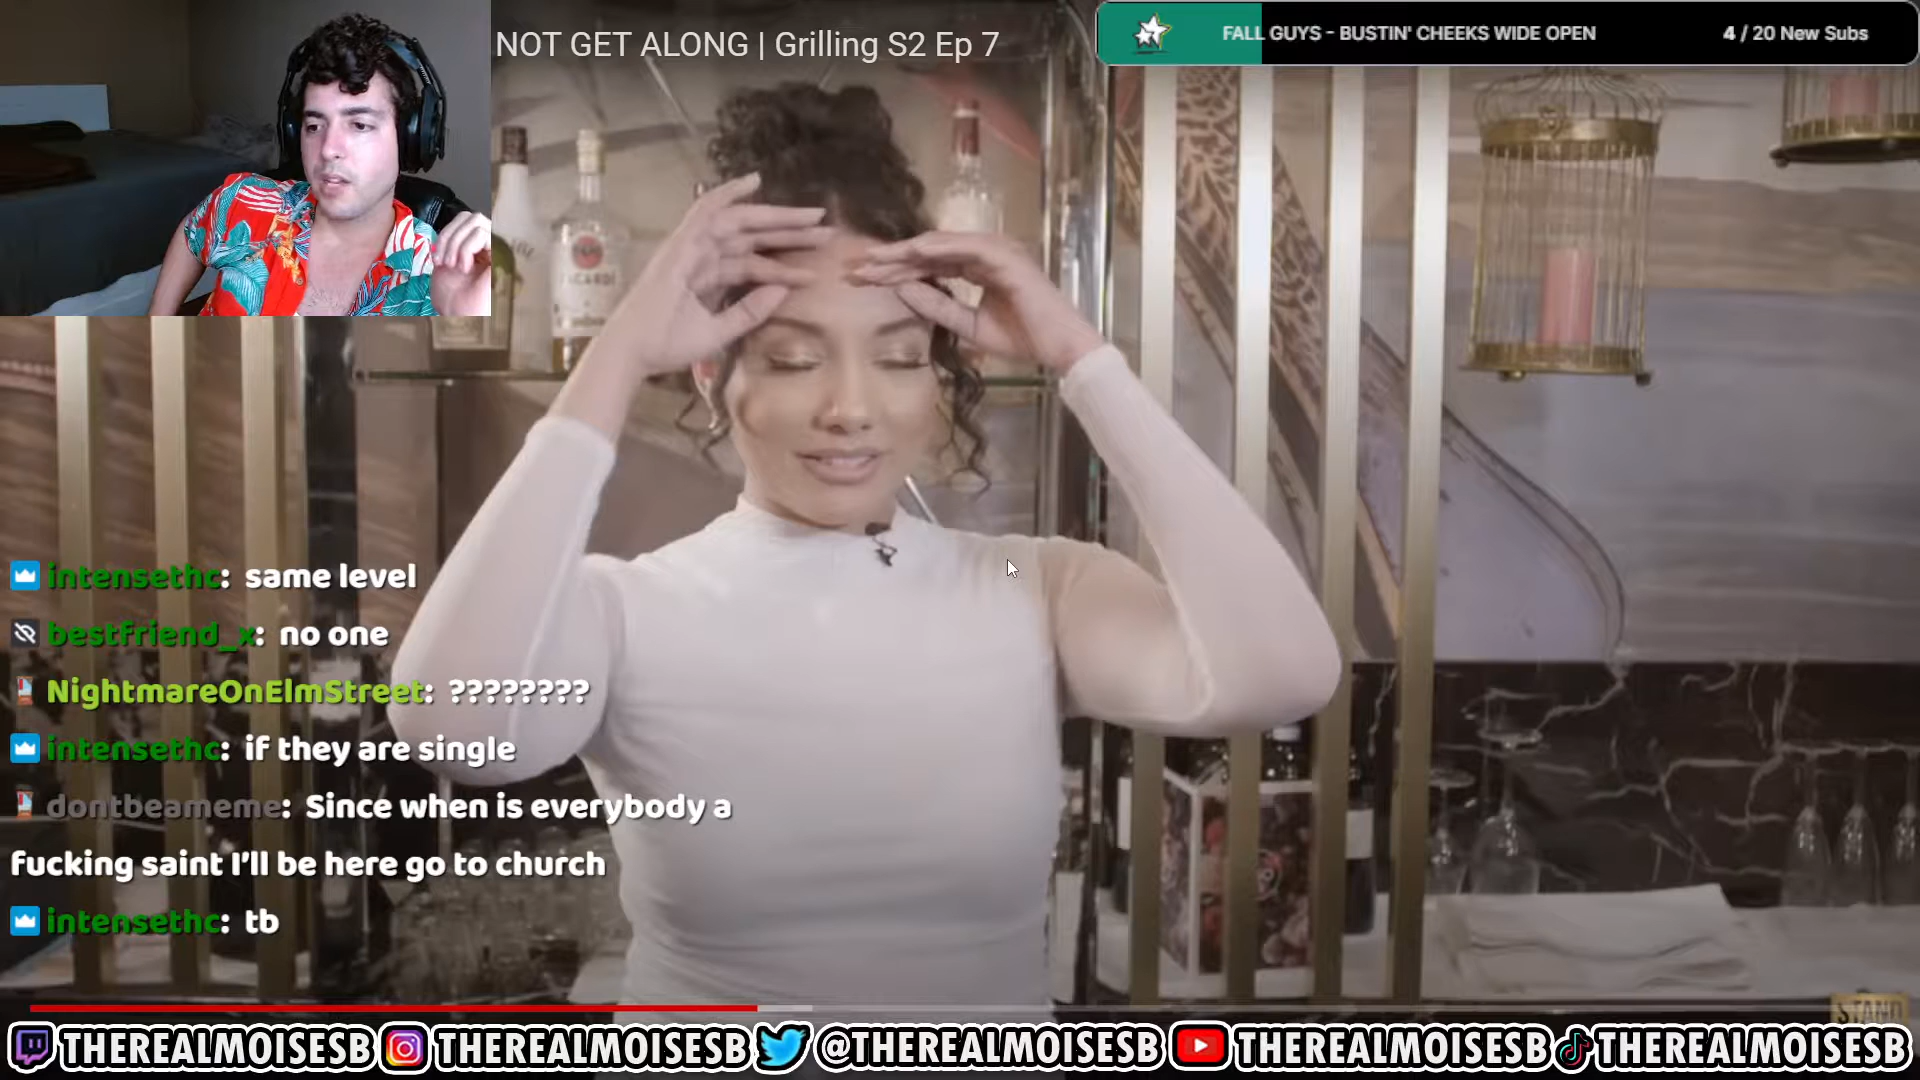 NOT GET ALONG | Grilling S2 Ep 7
FALL GUYS - BUSTIN' CHEEKS WIDE OPEN
4 / 20 New Subs
intensethc: same level
bestfriend_x: no one
NightmareOnElmStreet: ????????
intensethc: if they are single
dontbeameme: Since when is everybody a
fucking saint I’ll be here go to church
intensethc: tb
STAND
THEREALMOISESB
THEREALMOISESB
@THEREALMOISESB
THEREALMOISESB
THEREALMOISESB